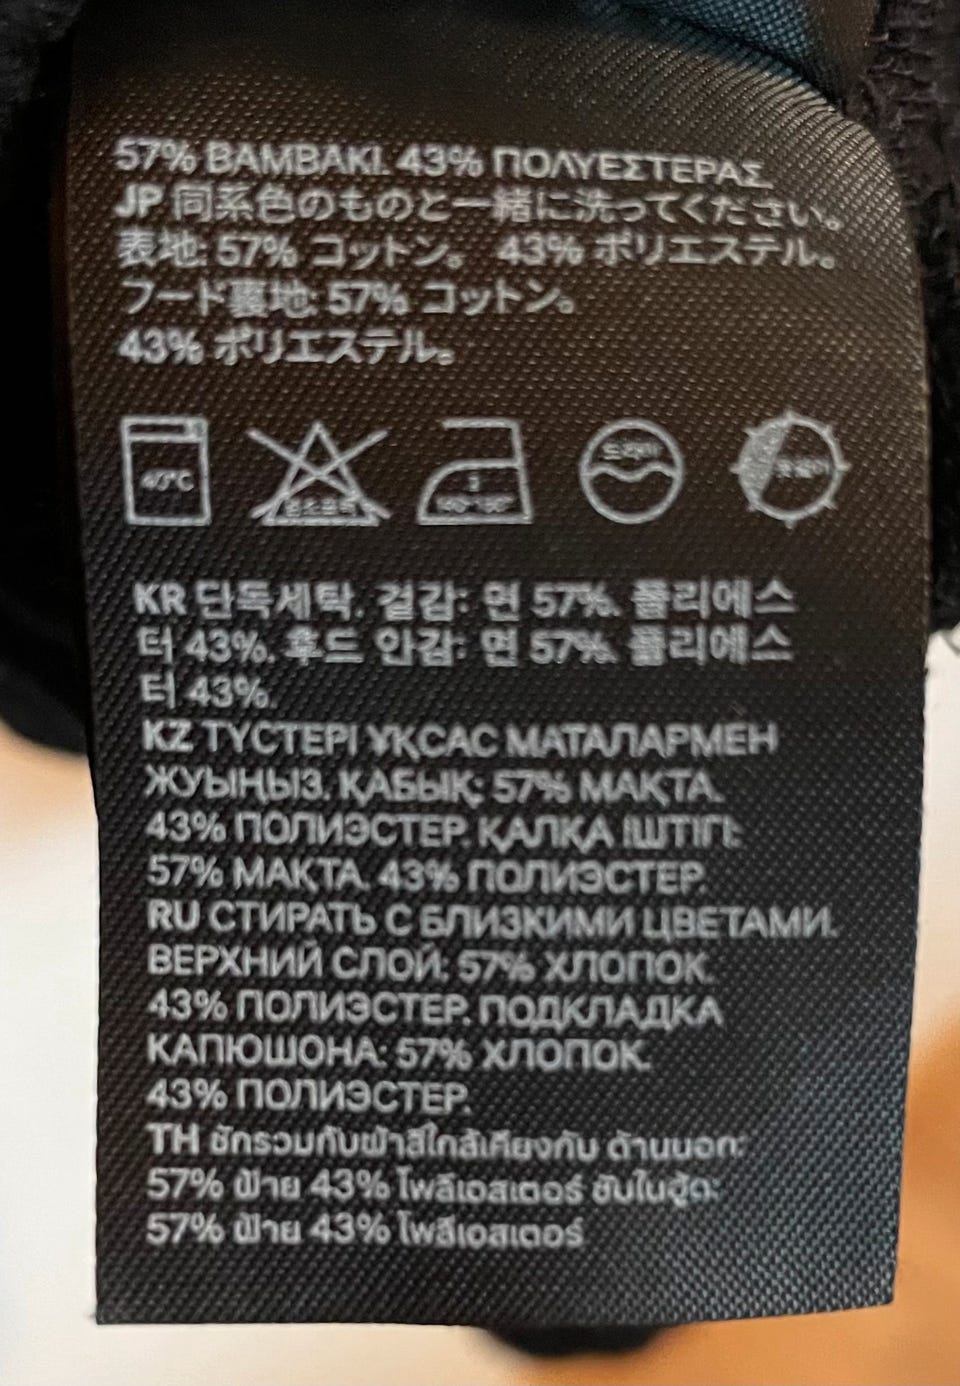 57% ΒΑΜΒΑΚΙ. 43% ΠΟΛΥΕΣΤΕΡΑΣ.
JP 同系色のものと一緒に洗ってください。
表地: 57% コットン。 43% ポリエステル。
フード裏地: 57% コットン。
43% ポリエステル。
40°C
드라이
KR 단독세탁. 겉감: 면 57%. 폴리에스
터 43%. 후드 안감: 면 57%. 폴리에스
터 43%.
KZ ТҮСТЕРІ ҰҚСАС МАТАЛАРМЕН
ЖУЫҢЫЗ. ҚАБЫҚ: 57% МАҚТА.
43% ПОЛИЭСТЕР. ҚАЛҚА ІШТІГІ:
57% МАҚТА. 43% ПОЛИЭСТЕР.
RU СТИРАТЬ С БЛИЗКИМИ ЦВЕТАМИ.
ВЕРХНИЙ СЛОЙ: 57% ХЛОПОК.
43% ПОЛИЭСТЕР. ПОДКЛАДКА
КАПЮШОНА: 57% ХЛОПОК.
43% ПОЛИЭСТЕР.
TH ซักรวมกับผ้าสีใกล้เคียงกัน ด้านนอก:
57% ฝ้าย 43% โพลีเอสเตอร์ ซับในฮู้ด:
57% ฝ้าย 43% โพลีเอสเตอร์